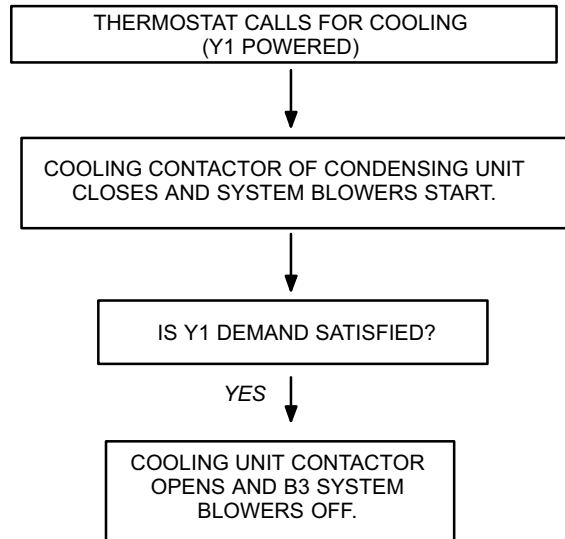 THERMOSTAT CALLS FOR COOLING
(Y1 POWERED)
COOLING CONTACTOR OF CONDENSING UNIT
CLOSES AND SYSTEM BLOWERS START.
IS Y1 DEMAND SATISFIED?
YES
COOLING UNIT CONTACTOR
OPENS AND B3 SYSTEM
BLOWERS OFF.